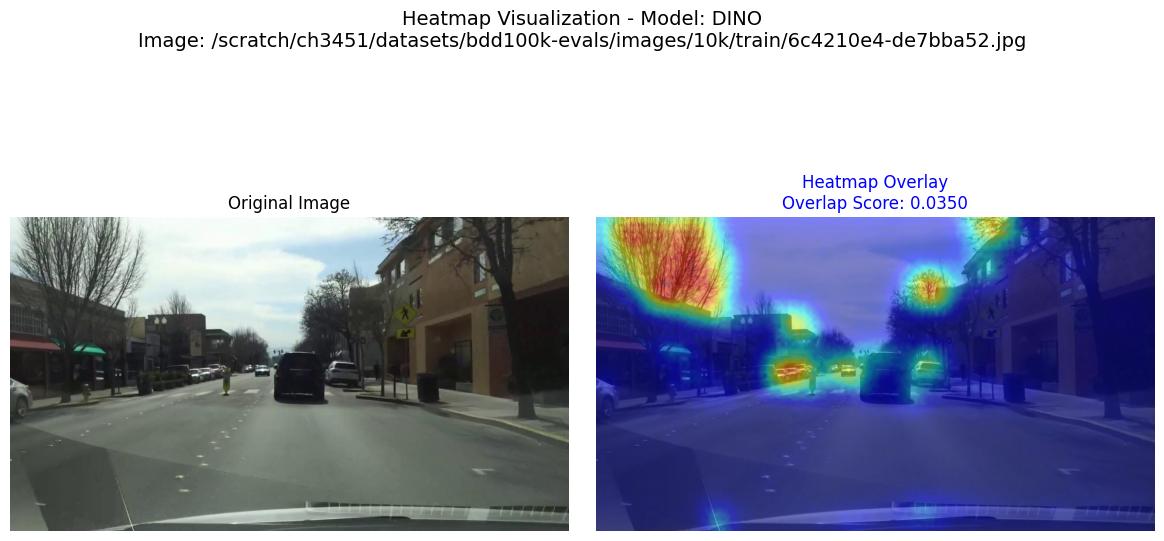 Heatmap Visualization - Model: DINO
Image: /scratch/ch3451/datasets/bdd100k-evals/images/10k/train/6c4210e4-de7bba52.jpg
Original Image
Heatmap Overlay
Overlap Score: 0.0350